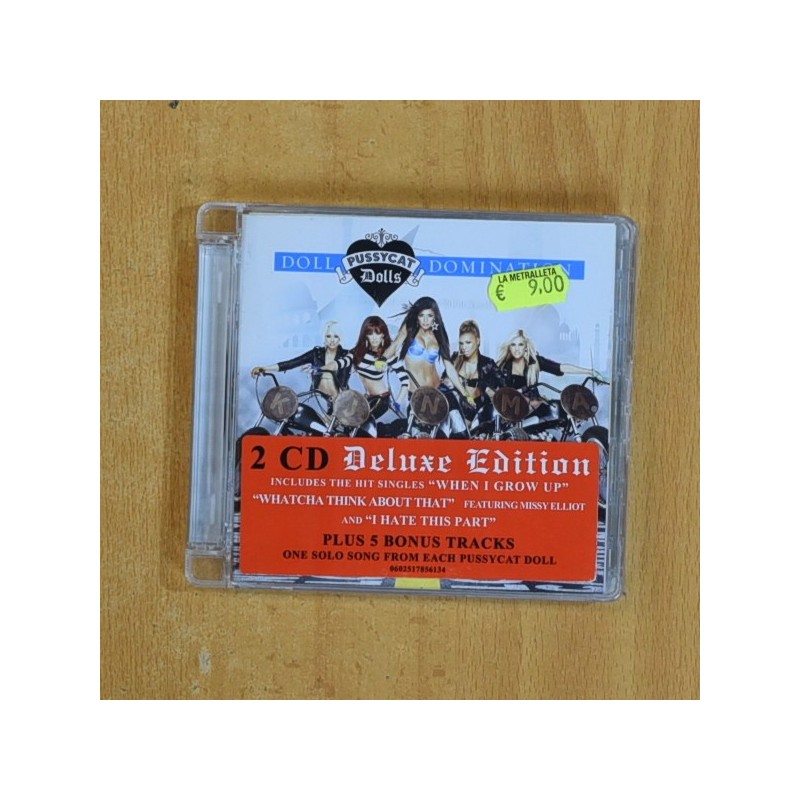 PUSSYCAT
Dolls
DOLL DOMINATION
LA METRALLETA
€ 9,00
K J N M A
2 CD Deluxe Edition
INCLUDES THE HIT SINGLES “WHEN I GROW UP”
“WHATCHA THINK ABOUT THAT” FEATURING MISSY ELLIOT
AND “I HATE THIS PART”
PLUS 5 BONUS TRACKS
ONE SOLO SONG FROM EACH PUSSYCAT DOLL
0602517856134